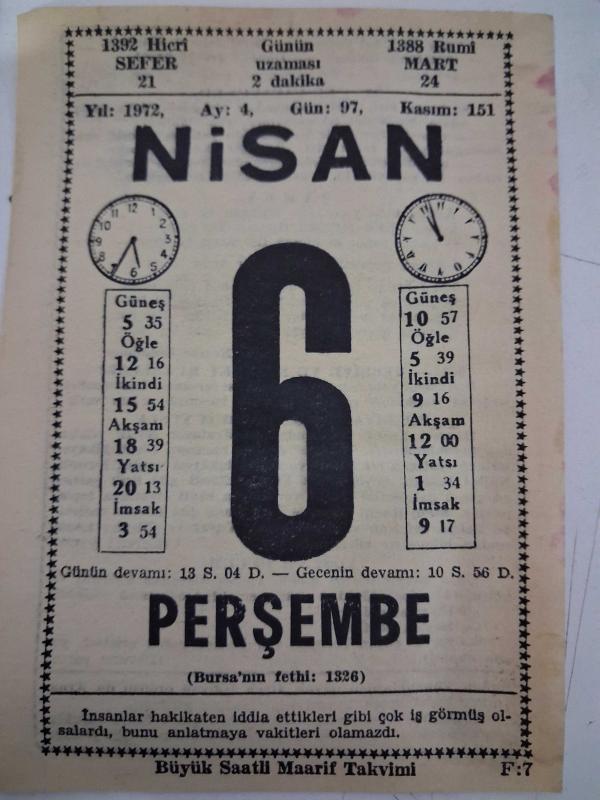 1392 Hicrî Günün 1388 Rumî
SEFER uzaması MART
21 2 dakika 24
Yıl: 1972, Ay: 4, Gün: 97, Kasım: 151
NiSAN
6
Güneş
5 35
Öğle
12 16
İkindi
15 54
Akşam
18 39
Yatsı
20 13
İmsak
3 54
Güneş
10 57
Öğle
5 39
İkindi
9 16
Akşam
12 00
Yatsı
1 34
İmsak
9 17
Günün devamı: 13 S. 04 D. — Gecenin devamı: 10 S. 56 D.
PERŞEMBE
(Bursa'nın fethi: 1326)
İnsanlar hakikaten iddia ettikleri gibi çok iş görmüş ol-
salardı, bunu anlatmaya vakitleri olamazdı.
Büyük Saatli Maarif Takvimi F:7